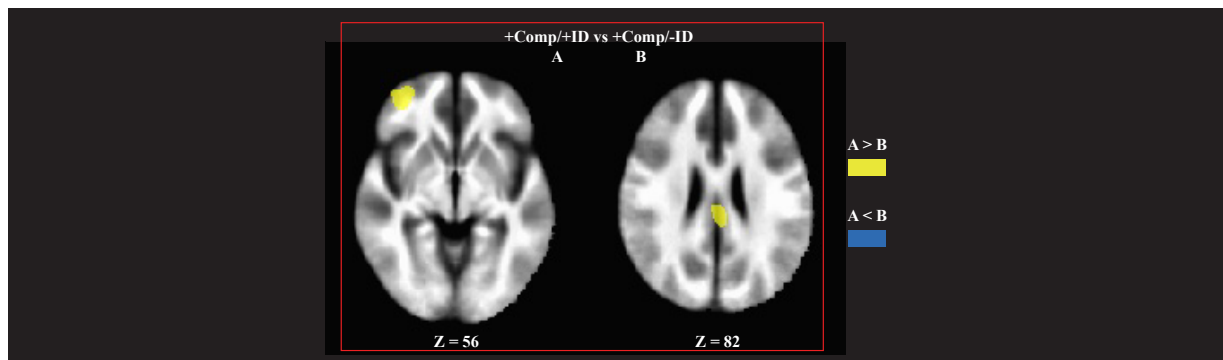 +Comp/+ID vs +Comp/-ID
A B
A > B
A < B
Z = 56 Z = 82